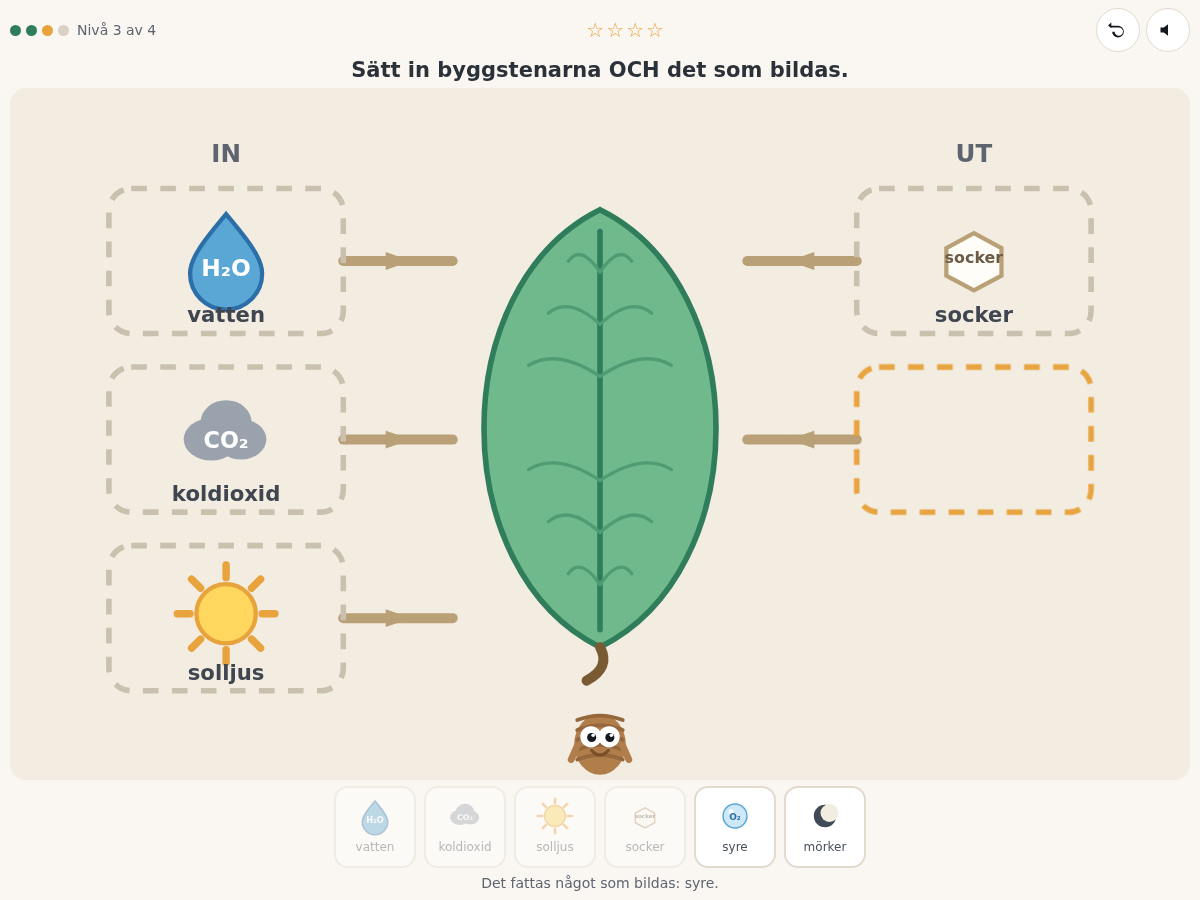 Nivå 3 av 4
Sätt in byggstenarna OCH det som bildas.
IN
UT
H₂O
vatten
socker
socker
CO₂
koldioxid
solljus
H₂O
vatten
CO₂
koldioxid
solljus
socker
socker
O₂
syre
mörker
Det fattas något som bildas: syre.